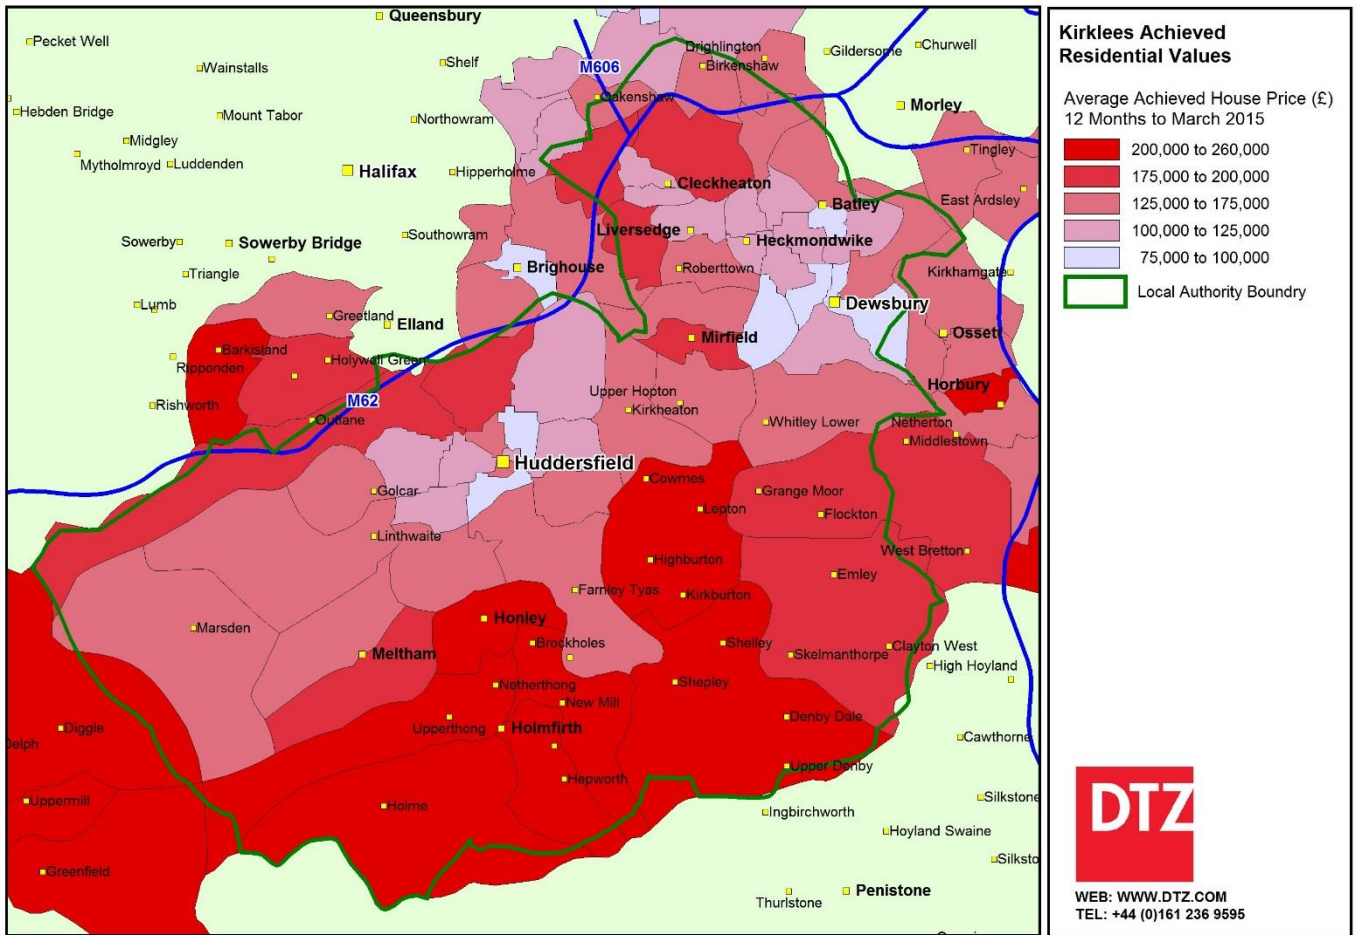 Queensbury
Pecket Well
Wainstalls
Shelf
M606
Drighlington
Birkenshaw
Gildersome
Churwell
Hebden Bridge
Mount Tabor
Northowram
Oakenshaw
Morley
Midgley
Mytholmroyd
Luddenden
Halifax
Hipperholme
Cleckheaton
Tingley
East Ardsley
Batley
Sowerby
Sowerby Bridge
Southowram
Liversedge
Heckmondwike
Triangle
Brighouse
Roberttown
Kirkhamgate
Lumb
Greetland
Elland
Dewsbury
Ossett
Mirfield
Barkisland
Ripponden
Holywell Green
Horbury
Rishworth
M62
Outlane
Upper Hopton
Kirkheaton
Whitley Lower
Netherton
Middlestown
Huddersfield
Golcar
Cowmes
Grange Moor
Lepton
Flockton
Linthwaite
Highburton
West Bretton
Emley
Farnley Tyas
Kirkburton
Marsden
Honley
Brockholes
Shelley
Meltham
Skelmanthorpe
Clayton West
High Hoyland
Netherthong
Shepley
New Mill
Diggle
Delph
Upperthong
Holmfirth
Denby Dale
Cawthorne
Upper Denby
Hepworth
Uppermill
Holme
Ingbirchworth
Silkstone
Hoyland Swaine
Silksto
Greenfield
Thurlstone
Penistone
Kirklees Achieved
Residential Values
Average Achieved House Price (£)
12 Months to March 2015
200,000 to 260,000
175,000 to 200,000
125,000 to 175,000
100,000 to 125,000
75,000 to 100,000
Local Authority Boundry
DTZ
WEB: WWW.DTZ.COM
TEL: +44 (0)161 236 9595